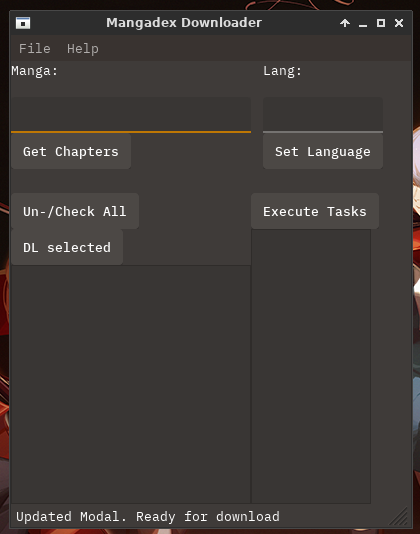 Mangadex Downloader
File Help
Manga: Lang:
Get Chapters Set Language
Un-/Check All Execute Tasks
DL selected
Updated Modal. Ready for download